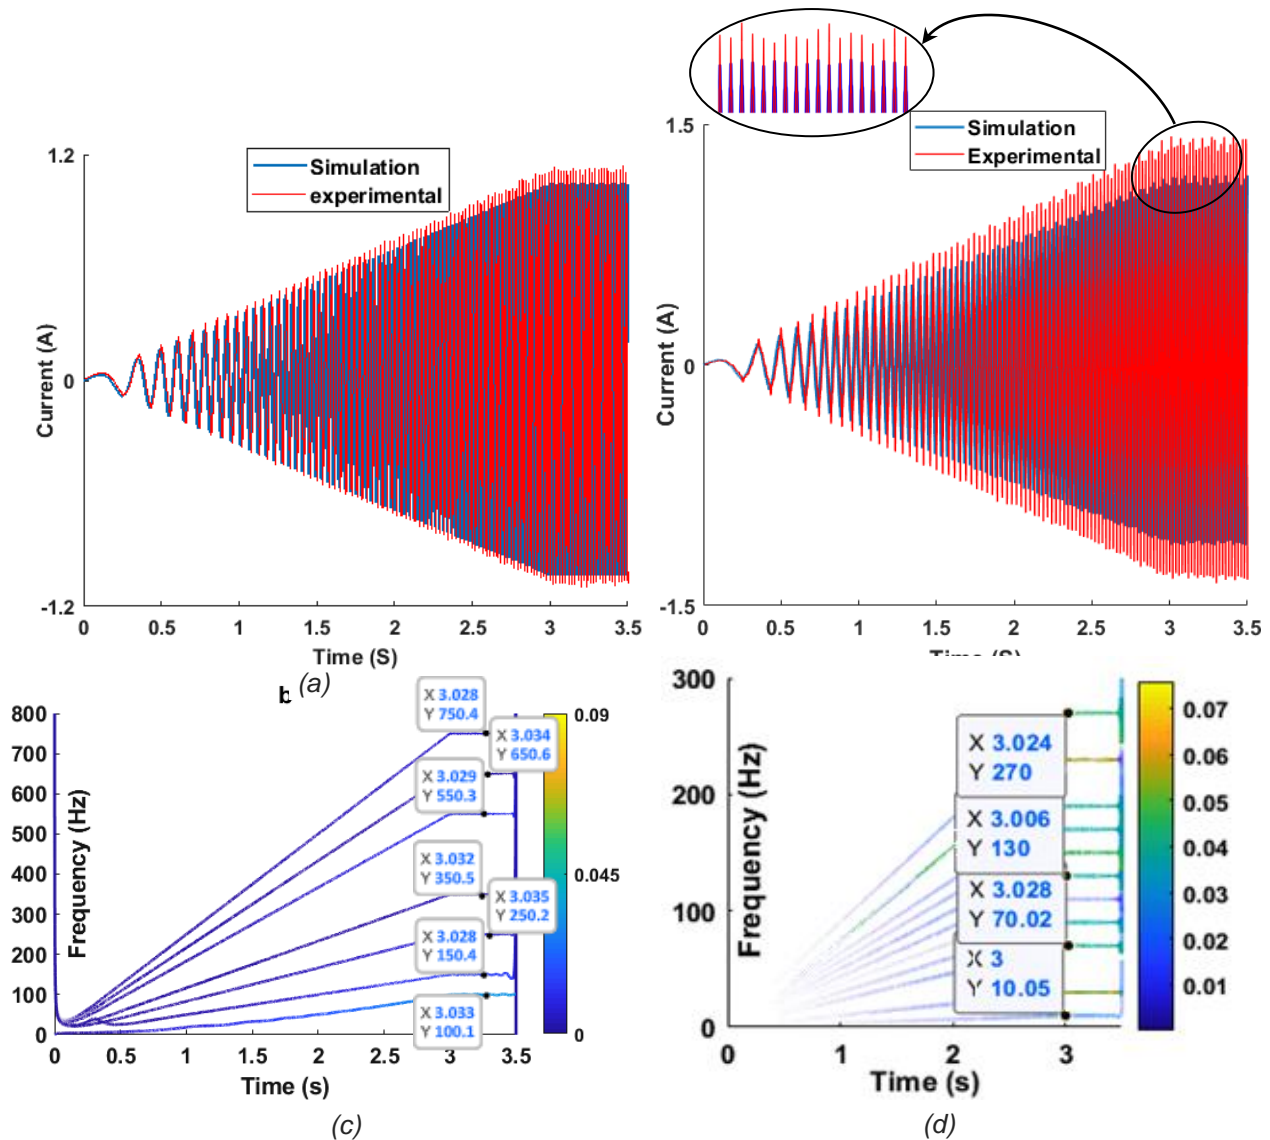 1.2
0
-1.2
Current (A)
Simulation
experimental
0 0.5 1 1.5 2 2.5 3 3.5
Time (S)
(a)
1.5
0
-1.5
Current (A)
Simulation
Experimental
0 0.5 1 1.5 2 2.5 3 3.5
b
800
700
600
500
400
300
200
100
0
Frequency (Hz)
X 3.028
Y 750.4
X 3.034
Y 650.6
X 3.029
Y 550.3
X 3.032
Y 350.5
X 3.035
Y 250.2
X 3.028
Y 150.4
X 3.033
Y 100.1
0.09
0.045
0
0 0.5 1 1.5 2 2.5 3 3.5
Time (s)
(c)
300
200
100
0
Frequency (Hz)
X 3.024
Y 270
X 3.006
Y 130
X 3.028
Y 70.02
X 3
Y 10.05
0.07
0.06
0.05
0.04
0.03
0.02
0.01
0 1 2 3
Time (s)
(d)